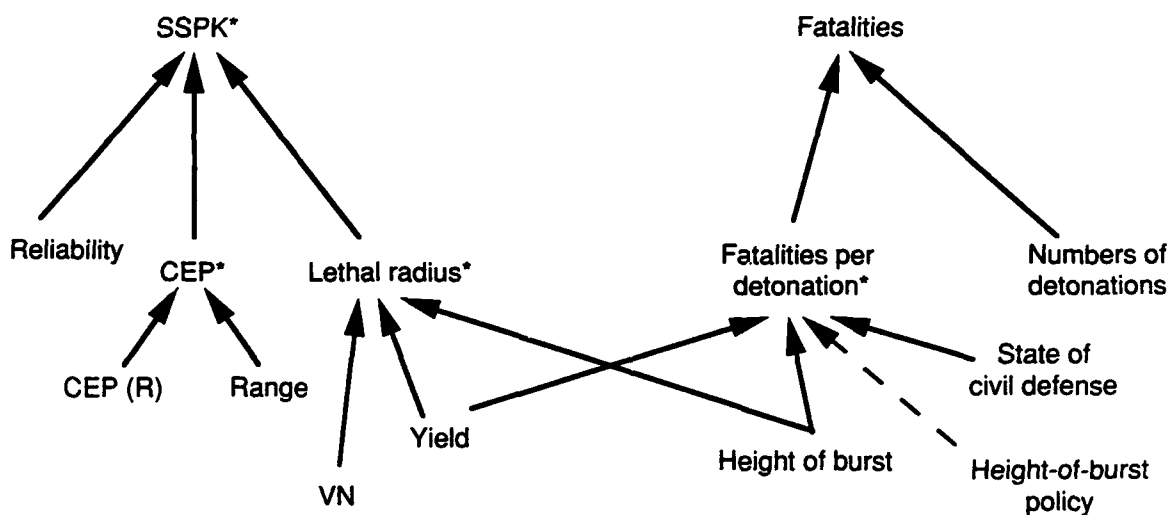 SSPK*
Fatalities
Reliability
CEP*
Lethal radius*
Fatalities per
detonation*
Numbers of
detonations
CEP (R)
Range
Yield
VN
Height of burst
State of
civil defense
Height-of-burst
policy